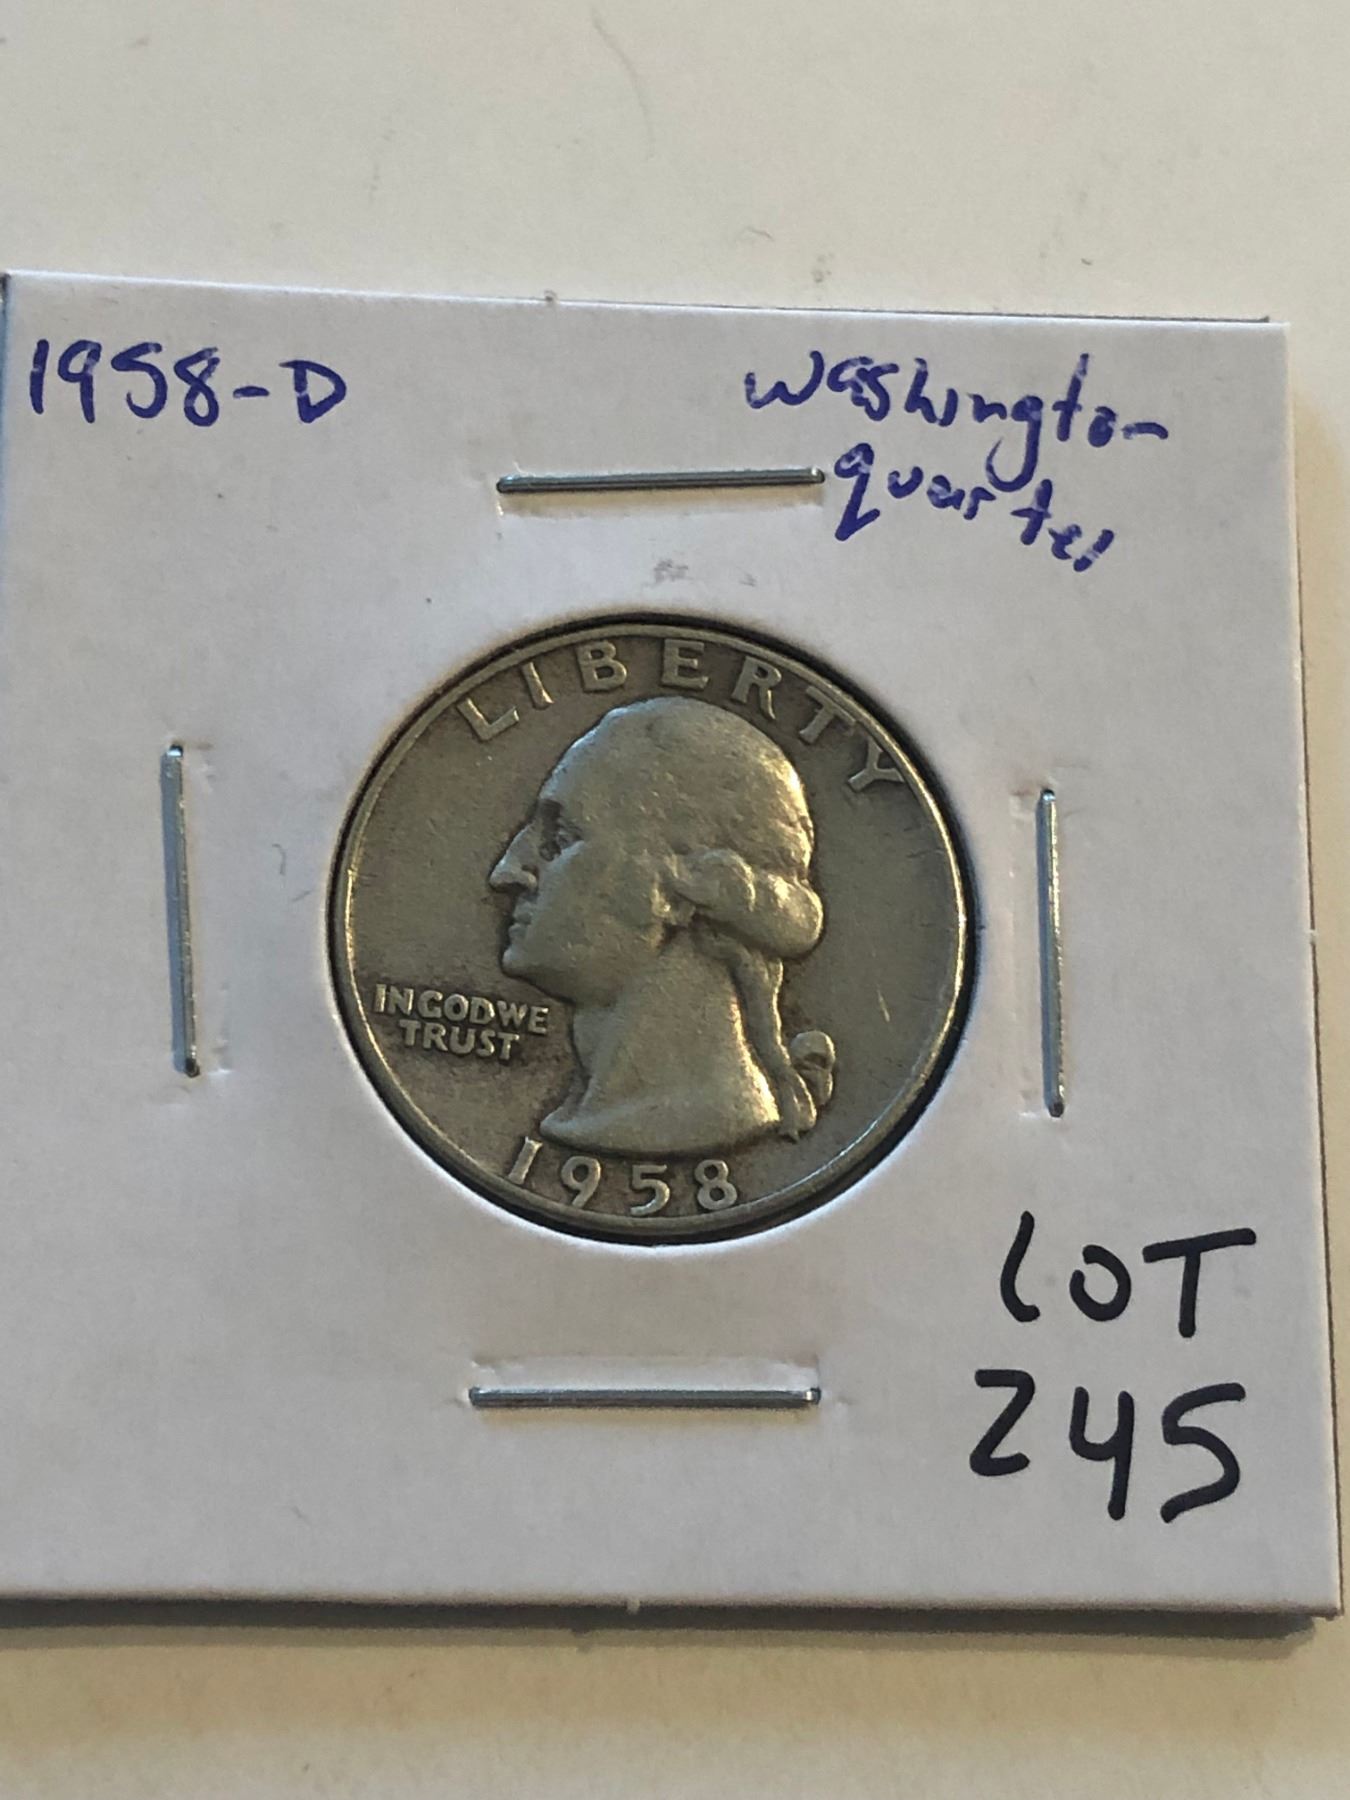 1958-D
Washington
quarter
LIBERTY
IN GOD WE
TRUST
1958
LOT
245